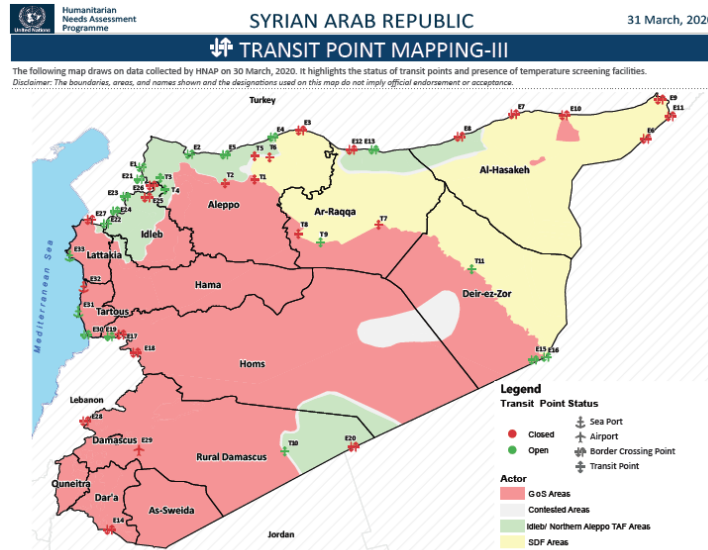 United Nations
Humanitarian
Needs Assessment
Programme
SYRIAN ARAB REPUBLIC
31 March, 2020
TRANSIT POINT MAPPING-III
The following map draws on data collected by HNAP on 30 March, 2020. It highlights the status of transit points and presence of temperature screening facilities.
Disclaimer: The boundaries, areas, and names shown and the designations used on this map do not imply official endorsement or acceptance.
Turkey
E9
E7
E10
E11
E4
E3
E12
E13
E8
E6
E2
E5
T5
T6
Al-Hasakeh
E1
E21
T3
T2
T1
E26
T4
E23
E25
Aleppo
Ar-Raqqa
E24
E27
E22
Idleb
T8
T7
T9
Lattakia
E33
T11
Mediterranean Sea
E32
Hama
Deir-ez-Zor
E31
Tartous
E30
E19
E17
E18
E15
E16
Homs
Lebanon
E28
Damascus
E29
Rural Damascus
T10
E20
Quneitra
Dar'a
As-Sweida
E14
Jordan
Legend
Transit Point Status
Closed
Open
Sea Port
Airport
Border Crossing Point
Transit Point
Actor
GoS Areas
Contested Areas
Idleb/ Northern Aleppo TAF Areas
SDF Areas